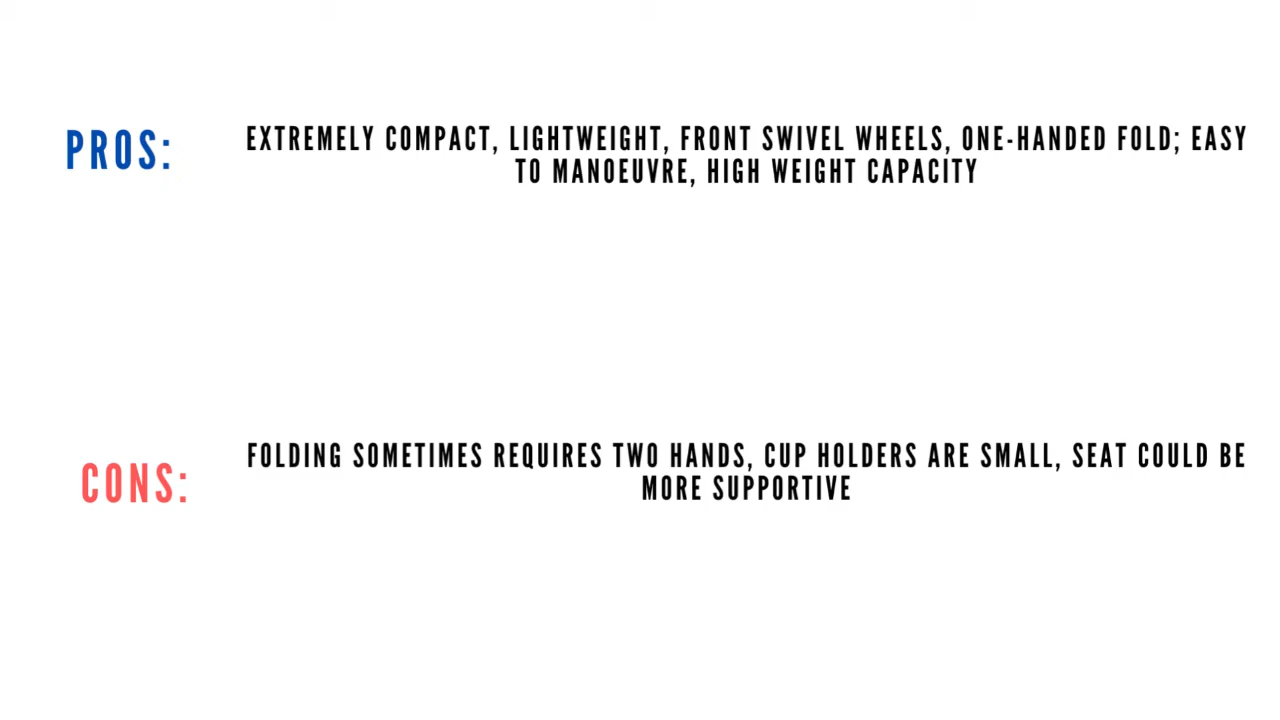 PROS:
EXTREMELY COMPACT, LIGHTWEIGHT, FRONT SWIVEL WHEELS, ONE-HANDED FOLD; EASY
TO MANOEUVRE, HIGH WEIGHT CAPACITY
CONS:
FOLDING SOMETIMES REQUIRES TWO HANDS, CUP HOLDERS ARE SMALL, SEAT COULD BE
MORE SUPPORTIVE